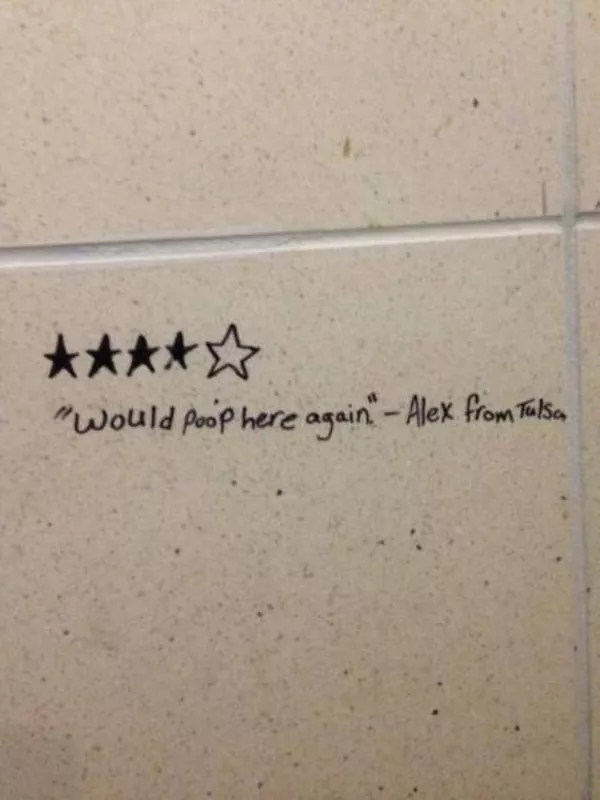 ★★★★☆
"Would poop here again." - Alex from Tulsa